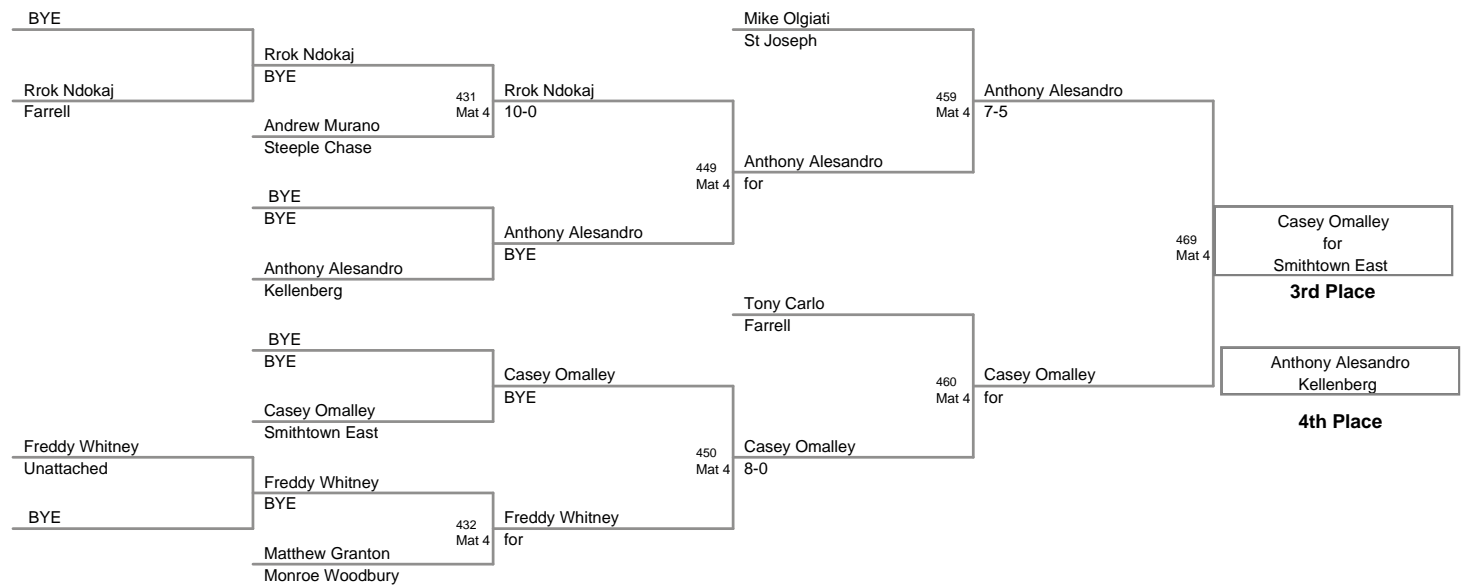 BYE
Rrok Ndokaj
Farrell
Rrok Ndokaj
BYE
Andrew Murano
Steeple Chase
431
Mat 4
Rrok Ndokaj
10-0
BYE
BYE
Anthony Alesandro
Kellenberg
Anthony Alesandro
BYE
449
Mat 4
Anthony Alesandro
for
Mike Olgiati
St Joseph
459
Mat 4
Anthony Alesandro
7-5
BYE
BYE
Casey Omalley
Smithtown East
Casey Omalley
BYE
Freddy Whitney
Unattached
BYE
Freddy Whitney
BYE
Matthew Granton
Monroe Woodbury
432
Mat 4
Freddy Whitney
for
450
Mat 4
Casey Omalley
8-0
Tony Carlo
Farrell
460
Mat 4
Casey Omalley
for
469
Mat 4
Casey Omalley
for
Smithtown East
3rd Place
Anthony Alesandro
Kellenberg
4th Place